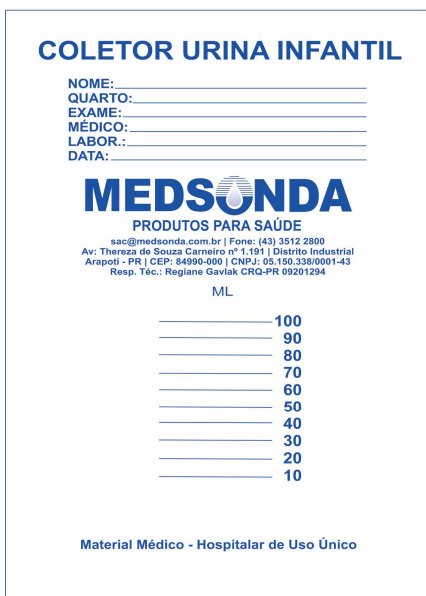 COLETOR URINA INFANTIL
NOME:
QUARTO:
EXAME:
MÉDICO:
LABOR.:
DATA:
MEDSONDA
PRODUTOS PARA SAÚDE
sac@medsonda.com.br | Fone: (43) 3512 2800
Av: Thereza de Souza Carneiro nº 1.191 | Distrito Industrial
Arapoti - PR | CEP: 84990-000 | CNPJ: 05.150.338/0001-43
Resp. Téc.: Regiane Gavlak CRQ-PR 09201294
ML
100
90
80
70
60
50
40
30
20
10
Material Médico - Hospitalar de Uso Único